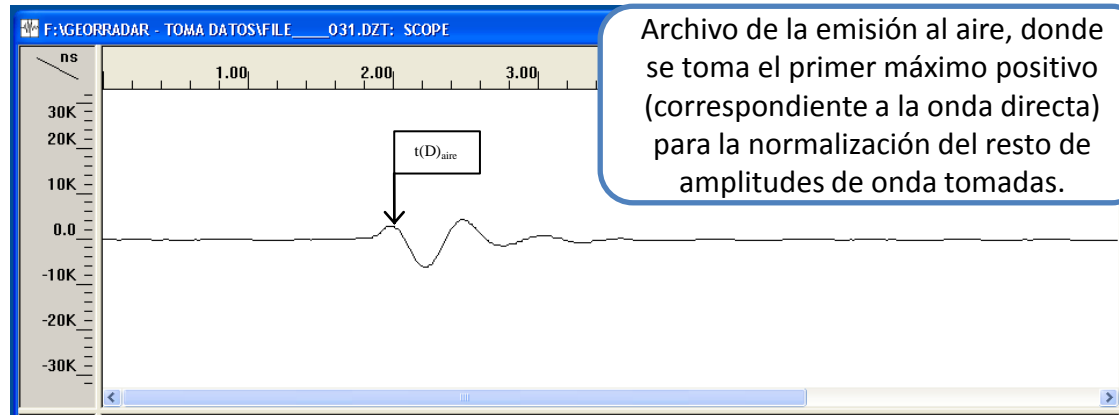 F:\GEORRADAR - TOMA DATOS\FILE____031.DZT: SCOPE
Archivo de la emisión al aire, donde
se toma el primer máximo positivo
(correspondiente a la onda directa)
para la normalización del resto de
amplitudes de onda tomadas.
ns
1.00 2.00 3.00
30K
20K
10K
0.0
-10K
-20K
-30K
t(D)aire